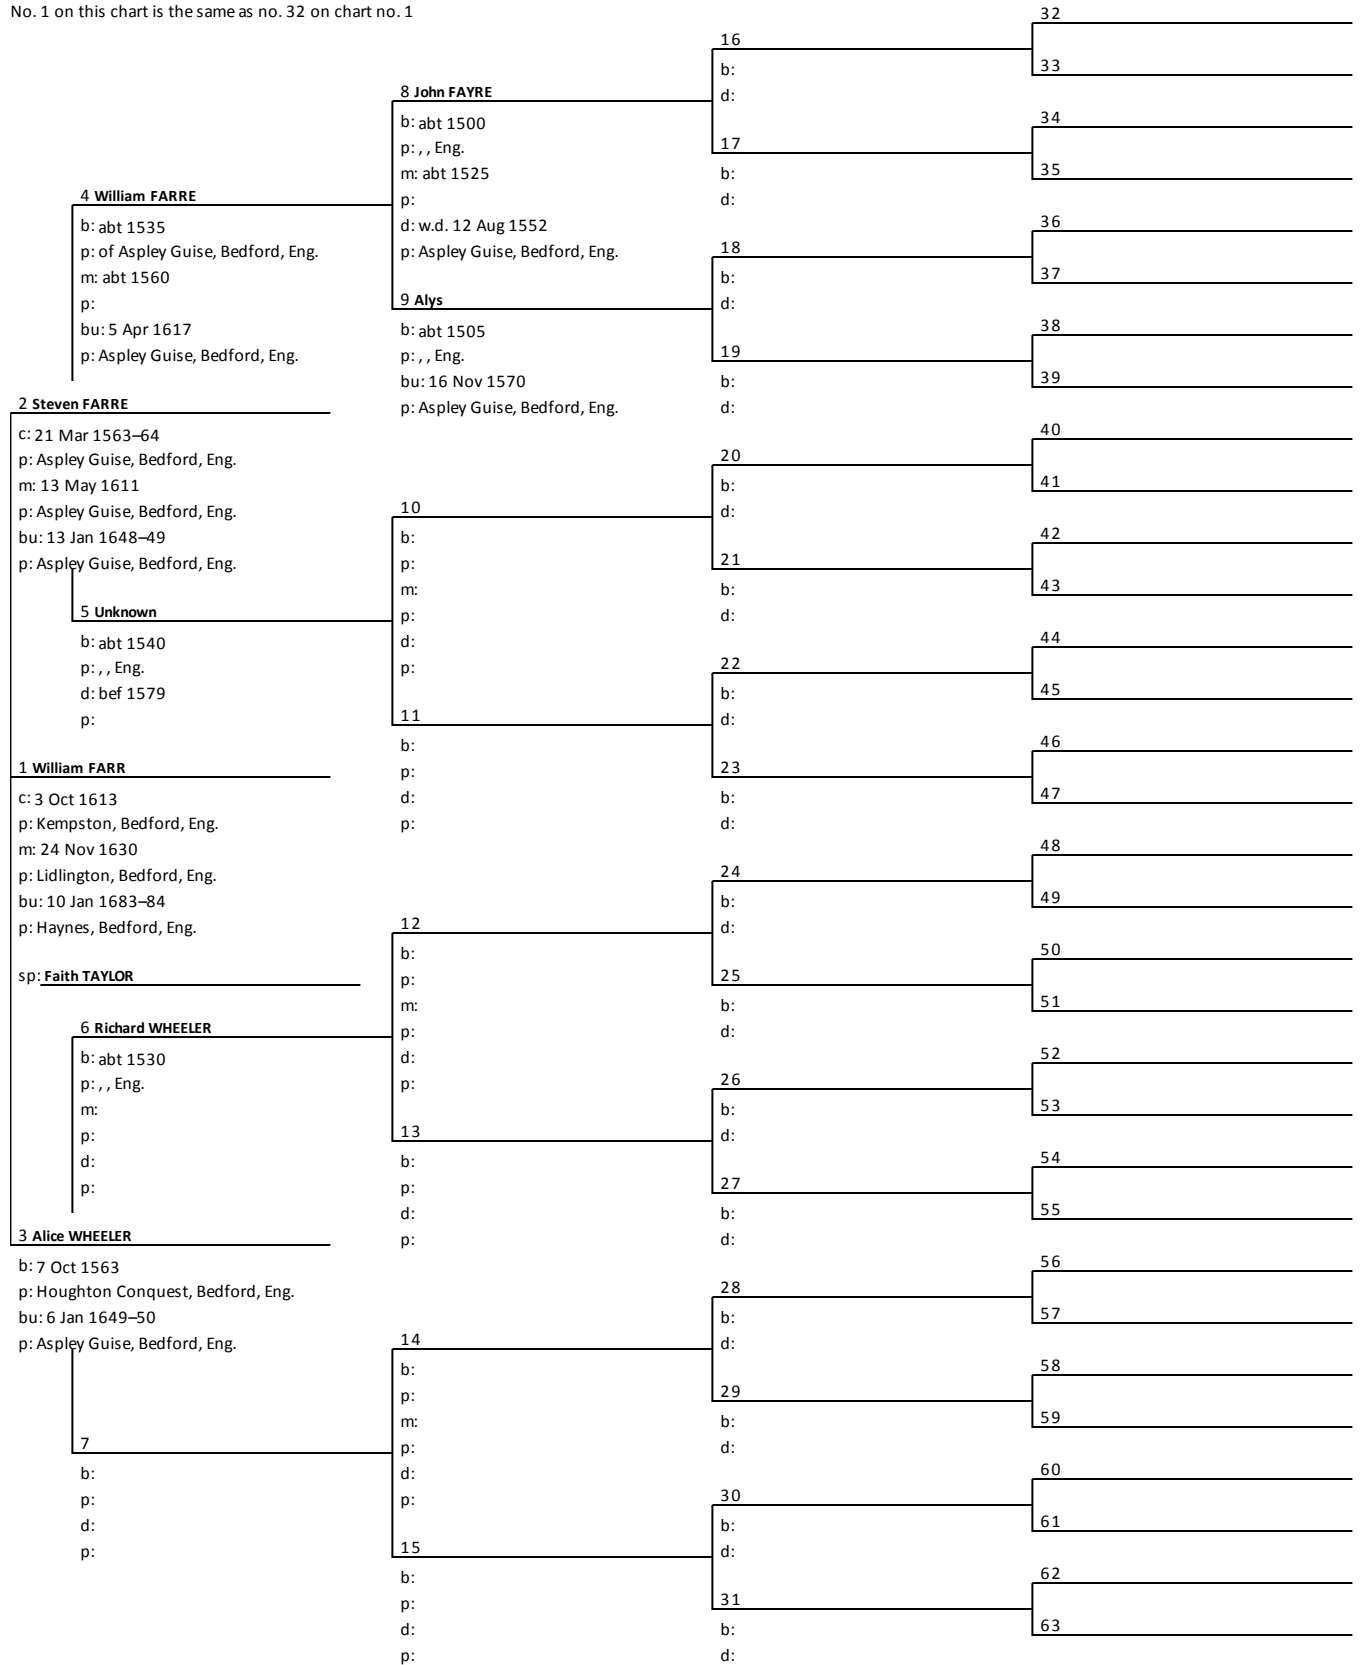 No. 1 on this chart is the same as no. 32 on chart no. 1
2 Steven FARRE
c: 21 Mar 1563–64
p: Aspley Guise, Bedford, Eng.
m: 13 May 1611
p: Aspley Guise, Bedford, Eng.
bu: 13 Jan 1648–49
p: Aspley Guise, Bedford, Eng.
1 William FARR
c: 3 Oct 1613
p: Kempston, Bedford, Eng.
m: 24 Nov 1630
p: Lidlington, Bedford, Eng.
bu: 10 Jan 1683–84
p: Haynes, Bedford, Eng.
sp: Faith TAYLOR
3 Alice WHEELER
b: 7 Oct 1563
p: Houghton Conquest, Bedford, Eng.
bu: 6 Jan 1649–50
p: Aspley Guise, Bedford, Eng.
4 William FARRE
b: abt 1535
p: of Aspley Guise, Bedford, Eng.
m: abt 1560
p:
bu: 5 Apr 1617
p: Aspley Guise, Bedford, Eng.
5 Unknown
b: abt 1540
p: , , Eng.
d: bef 1579
p:
6 Richard WHEELER
b: abt 1530
p: , , Eng.
m:
p:
d:
p:
7
b:
p:
d:
p:
8 John FAYRE
b: abt 1500
p: , , Eng.
m: abt 1525
p:
d: w.d. 12 Aug 1552
p: Aspley Guise, Bedford, Eng.
9 Alys
b: abt 1505
p: , , Eng.
bu: 16 Nov 1570
p: Aspley Guise, Bedford, Eng.
10
b:
p:
m:
p:
d:
p:
11
b:
p:
d:
p:
12
b:
p:
m:
p:
d:
p:
13
b:
p:
d:
p:
14
b:
p:
m:
p:
d:
p:
15
b:
p:
d:
p:
16
b:
d:
17
b:
d:
18
b:
d:
19
b:
d:
20
b:
d:
21
b:
d:
22
b:
d:
23
b:
d:
24
b:
d:
25
b:
d:
26
b:
d:
27
b:
d:
28
b:
d:
29
b:
d:
30
b:
d:
31
b:
d:
32
33
34
35
36
37
38
39
40
41
42
43
44
45
46
47
48
49
50
51
52
53
54
55
56
57
58
59
60
61
62
63